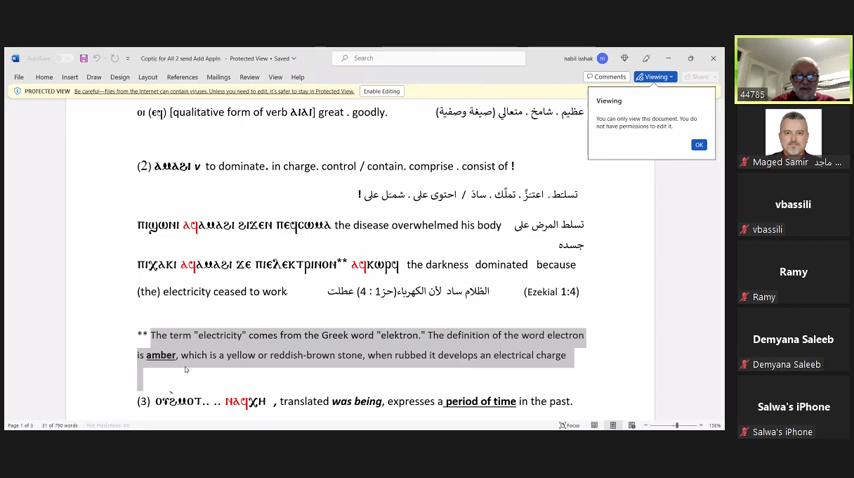 Coptic for All 2 send Add Appln - Protected View • Saved
Search
nabil isshak
NI
File Home Insert Draw Design Layout References Mailings Review View Help
Comments
Viewing
Share
PROTECTED VIEW Be careful—files from the Internet can contain viruses. Unless you need to edit, it's safer to stay in Protected View.
Enable Editing
Viewing
You can only view this document. You do
not have permissions to edit it.
OK
ⲟⲓ (ⲉϥ) [qualitative form of verb ⲁⲓⲁⲓ] great . goodly. عظيم . شامخ . متعالي (صيغة وصفية)
(2) ⲁⲙⲁϩⲓ v to dominate. in charge. control / contain. comprise . consist of !
تسلـَط. اعتـَزَّ. تملَّك. سادَ / احتوى على. شمـَل على !
ⲡⲓϣⲱⲛⲓ ⲁϥⲁⲙⲁϩⲓ ϩⲓϫⲉⲛ ⲡⲉϥⲥⲱⲙⲁ the disease overwhelmed his body تسلط المرض على
جسده
ⲡⲓⲭⲁⲕⲓ ⲁϥⲁⲙⲁϩⲓ ϫⲉ ⲡⲓⲉⲗⲉⲕⲧⲣⲓⲛⲟⲛ** ⲁϥⲕⲱⲣϥ the darkness dominated because
(the) electricity ceased to work الظلام ساد لأن الكهرباء(حز1 : 4) عطلت (Ezekial 1:4)
** The term "electricity" comes from the Greek word "elektron." The definition of the word electron
is amber, which is a yellow or reddish-brown stone, when rubbed it develops an electrical charge
(3) ⲟⲩϩⲙⲟⲧ.. .. ⲛⲁϥⲭⲏ , translated was being, expresses a period of time in the past.
Page 1 of 3 31 of 790 words
Focus
44785
Maged Samir ماجد
vbassili
vbassili
Ramy
Ramy
Demyana Saleeb
Demyana Saleeb
Salwa's iPhone
Salwa's iPhone